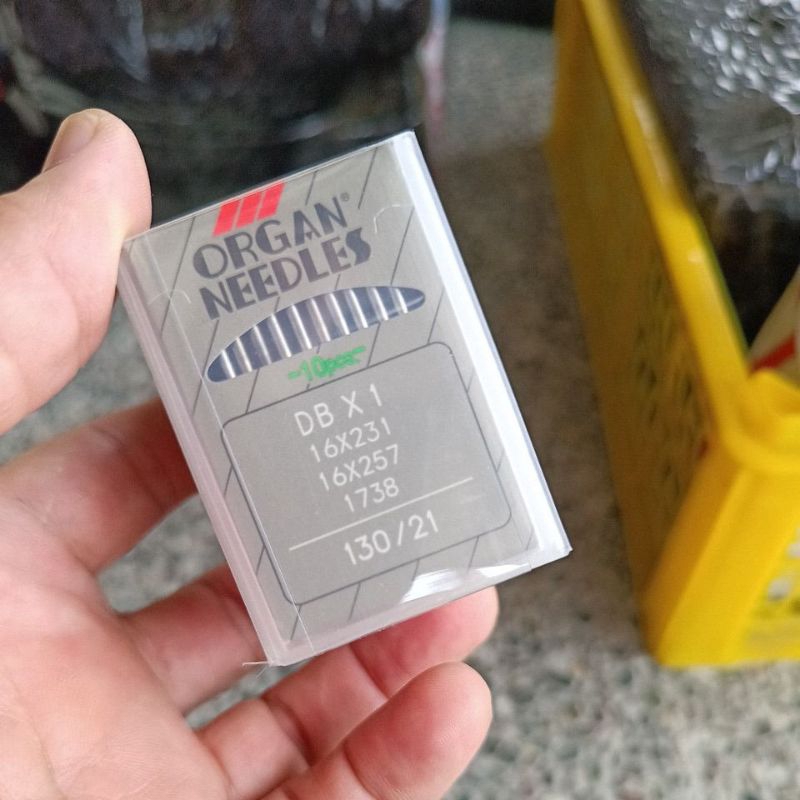 ORGAN®
NEEDLES
-10pcs-
DB X 1
16X231
16X257
1738
130/21